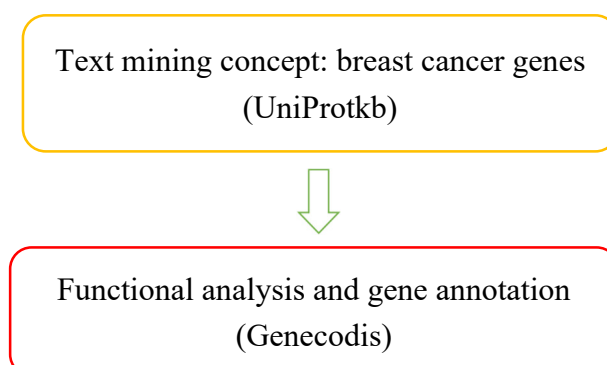 Text mining concept: breast cancer genes
(UniProtkb)
Functional analysis and gene annotation
(Genecodis)